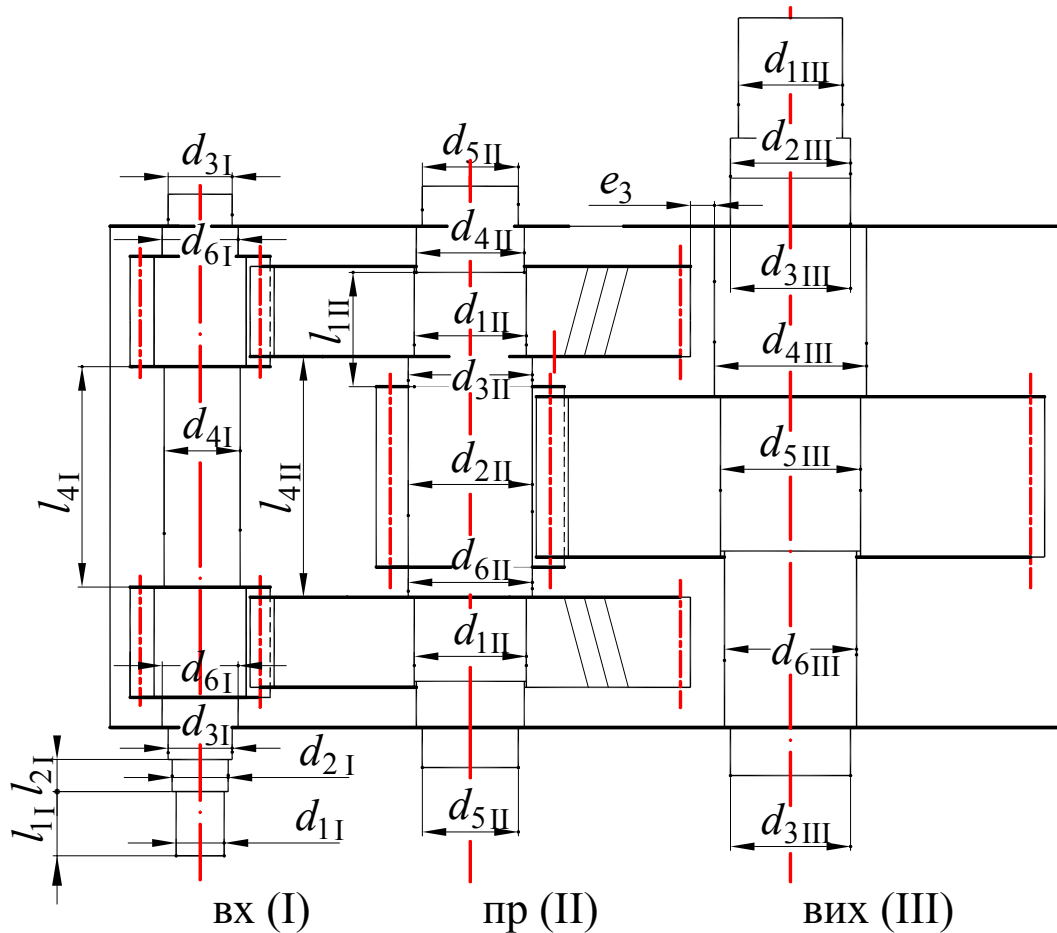 d1III
d3I
d5II
d2III
e3
d6I
d4II
d3III
l1II
d1II
d4III
d3II
d4I
d5III
d2II
l4I
l4II
d6II
d1II
d6I
d6III
d3I
l2I
d2I
l1I
d1I
d5II
d3III
вх (I)
пр (II)
вих (III)